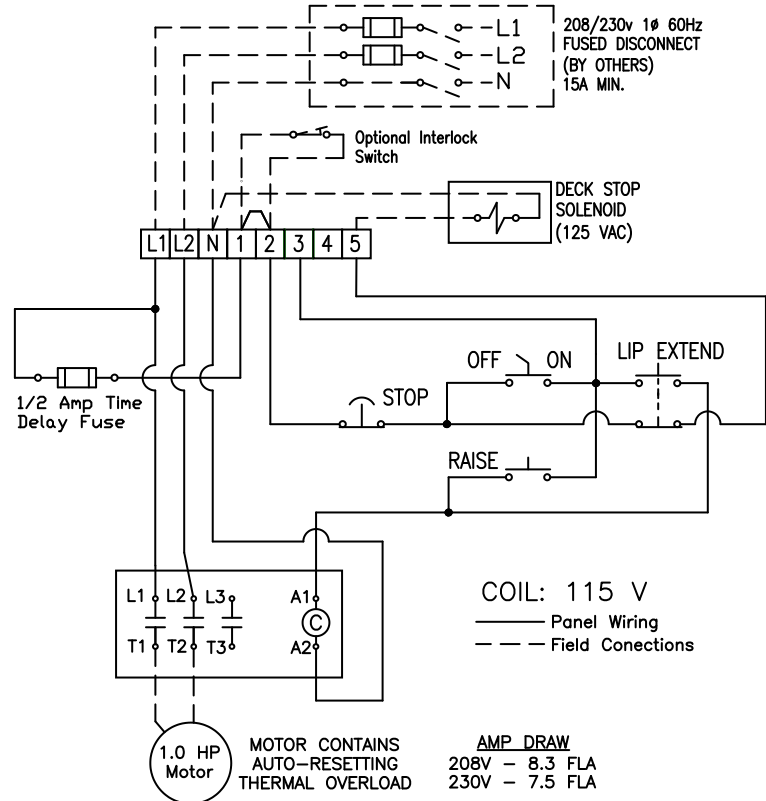 L1
L2
N
208/230v 1ø 60Hz
FUSED DISCONNECT
(BY OTHERS)
15A MIN.
Optional Interlock
Switch
DECK STOP
SOLENOID
(125 VAC)
L1 L2 N 1 2 3 4 5
1/2 Amp Time
Delay Fuse
STOP
OFF ON
LIP EXTEND
RAISE
L1 L2 L3 A1
C
T1 T2 T3 A2
COIL: 115 V
Panel Wiring
Field Conections
1.0 HP
Motor
MOTOR CONTAINS
AUTO-RESETTING
THERMAL OVERLOAD
AMP DRAW
208V - 8.3 FLA
230V - 7.5 FLA